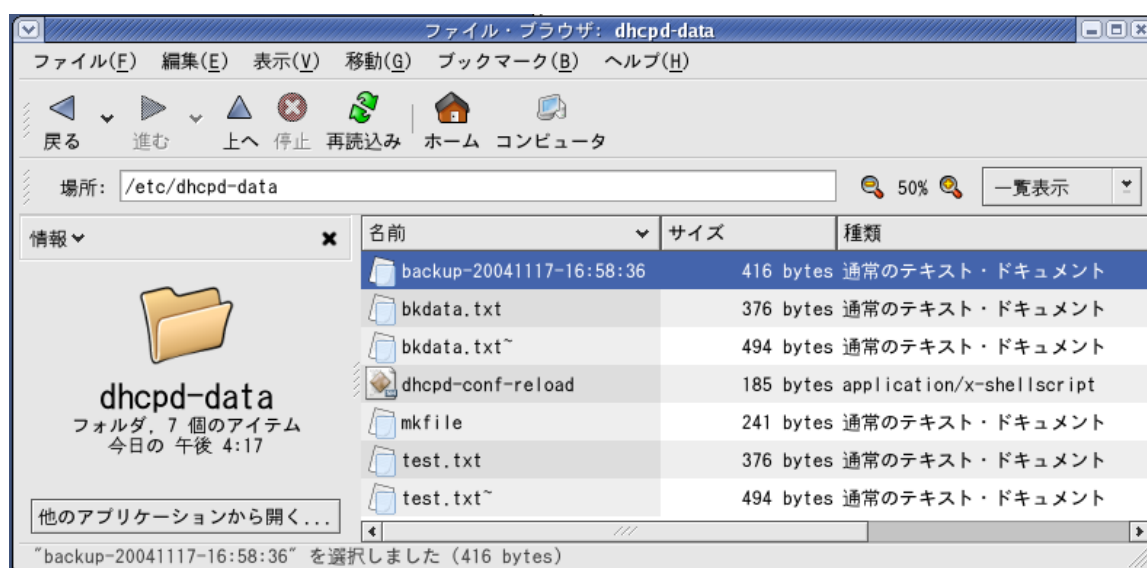 ファイル・ブラウザ: dhcpd-data
ファイル(F) 編集(E) 表示(V) 移動(G) ブックマーク(B) ヘルプ(H)
戻る 進む 上へ 停止 再読込み ホーム コンピュータ
場所: /etc/dhcpd-data 50% 一覧表示
情報 名前 サイズ 種類
backup-20041117-16:58:36 416 bytes 通常のテキスト・ドキュメント
bkdata.txt 376 bytes 通常のテキスト・ドキュメント
bkdata.txt~ 494 bytes 通常のテキスト・ドキュメント
dhcpd-conf-reload 185 bytes application/x-shellscript
mkfile 241 bytes 通常のテキスト・ドキュメント
test.txt 376 bytes 通常のテキスト・ドキュメント
test.txt~ 494 bytes 通常のテキスト・ドキュメント
dhcpd-data
フォルダ, 7 個のアイテム
今日の 午後 4:17
他のアプリケーションから開く...
"backup-20041117-16:58:36" を選択しました (416 bytes)